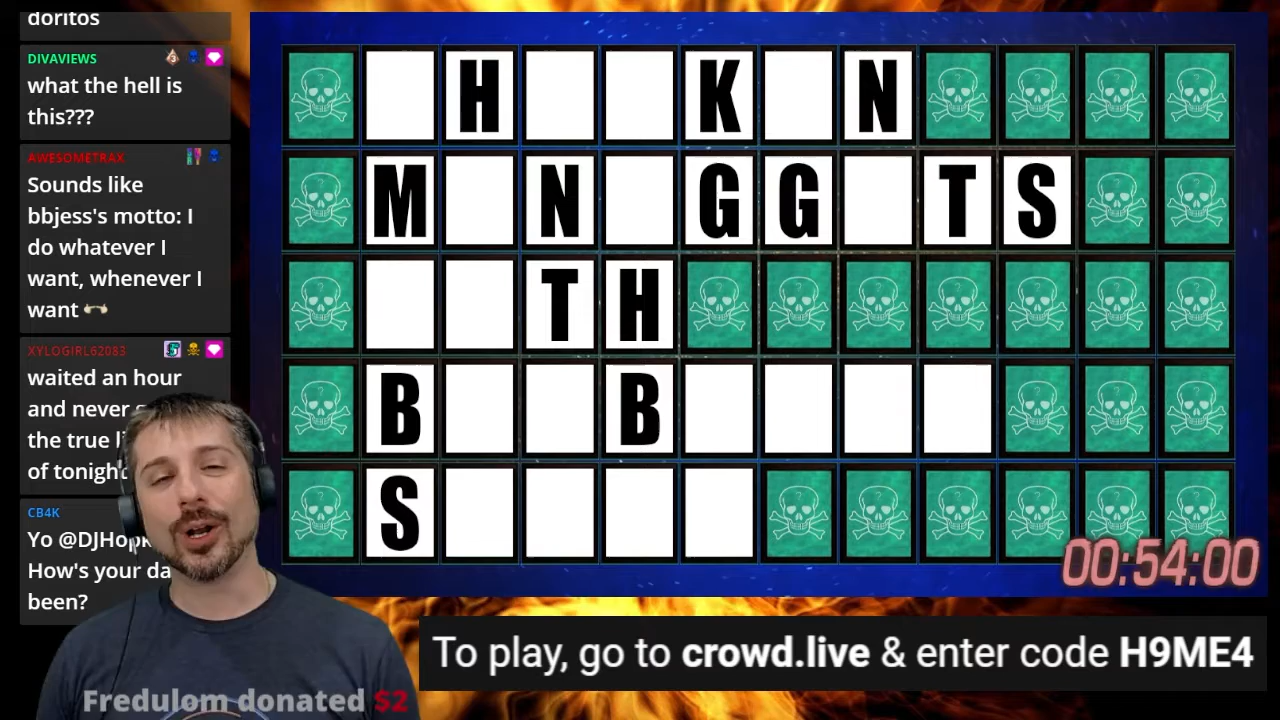 doritos
DIVAVIEWS
what the hell is
this???
AWESOMETRAX
Sounds like
bbjess's motto: I
do whatever I
want, whenever I
want
XYLOGIRL62083
waited an hour
and never
the true
of tonight
CB4K
Yo @DJHop
How's your da
been?
H K N
M N G G T S
T H
B B
S
00:54:00
To play, go to crowd.live & enter code H9ME4
Fredulom donated $2